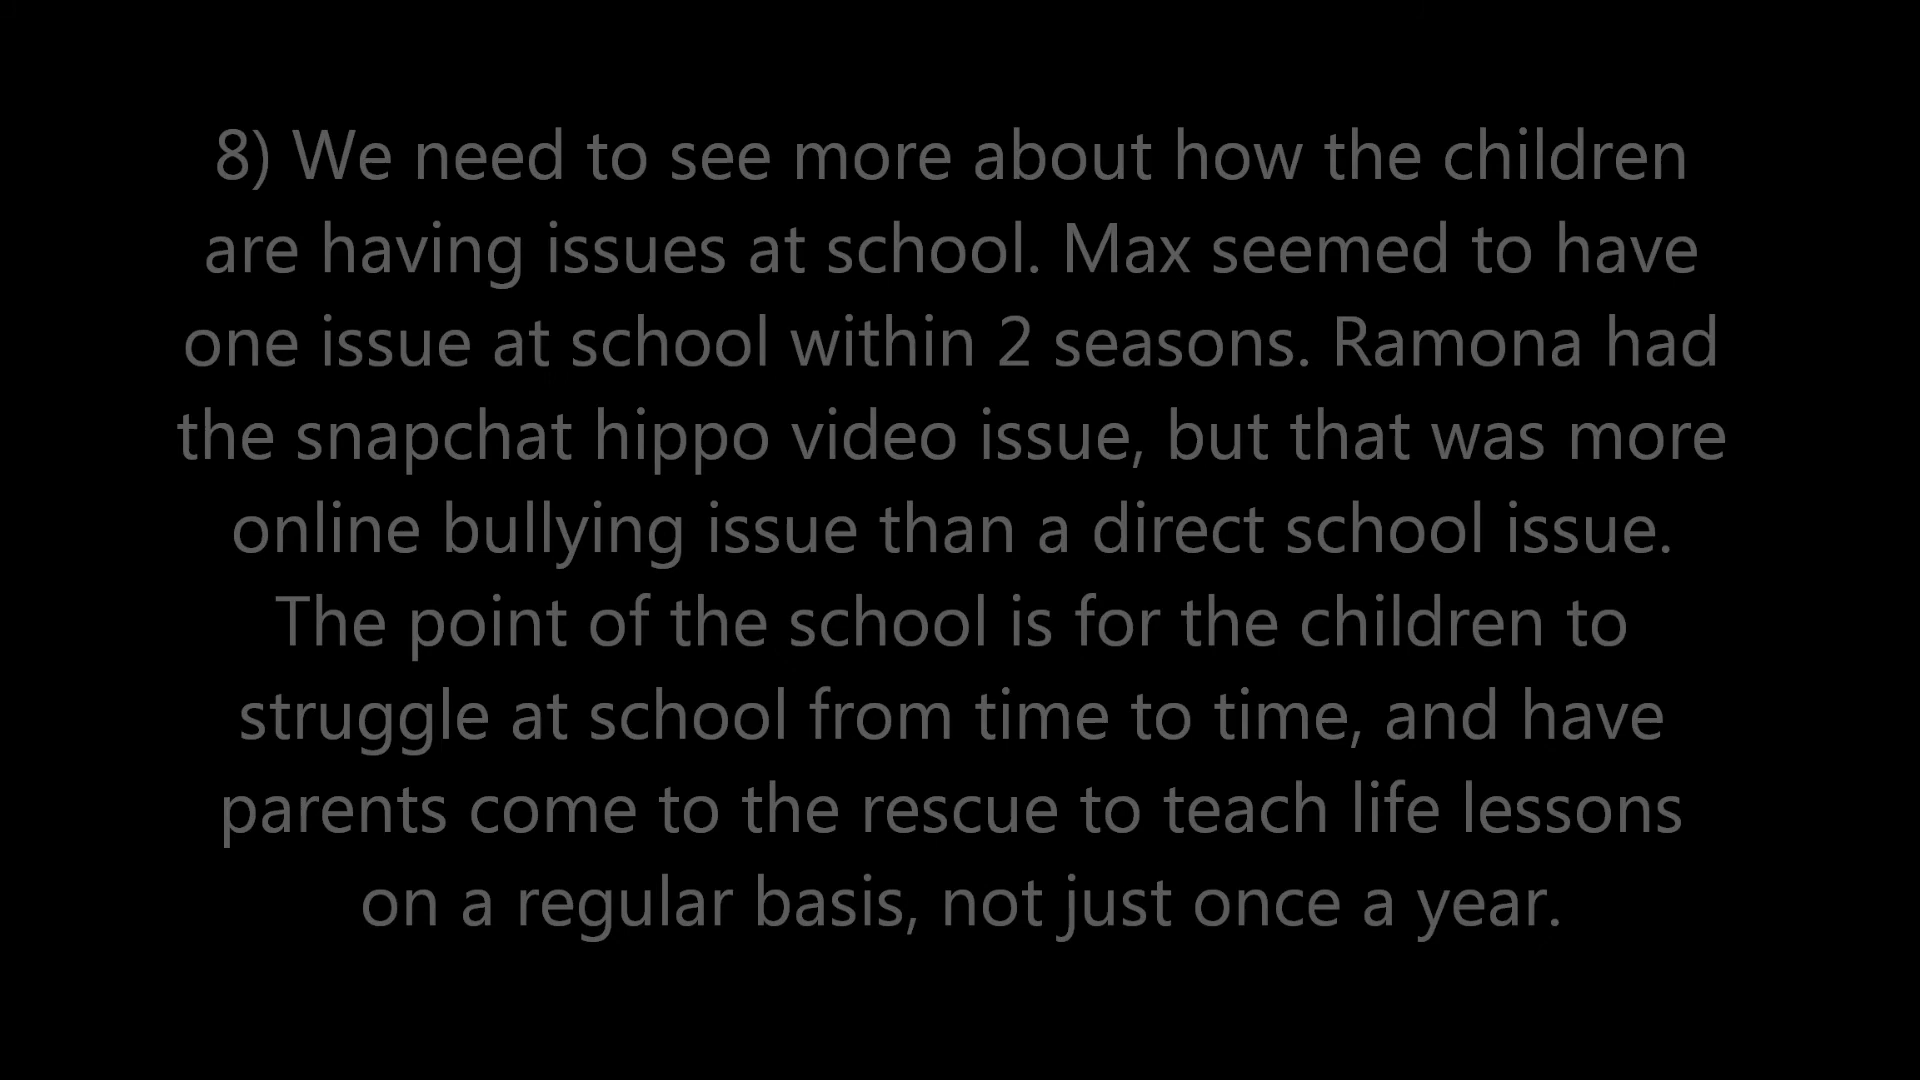 8) We need to see more about how the children
are having issues at school. Max seemed to have
one issue at school within 2 seasons. Ramona had
the snapchat hippo video issue, but that was more
online bullying issue than a direct school issue.
The point of the school is for the children to
struggle at school from time to time, and have
parents come to the rescue to teach life lessons
on a regular basis, not just once a year.